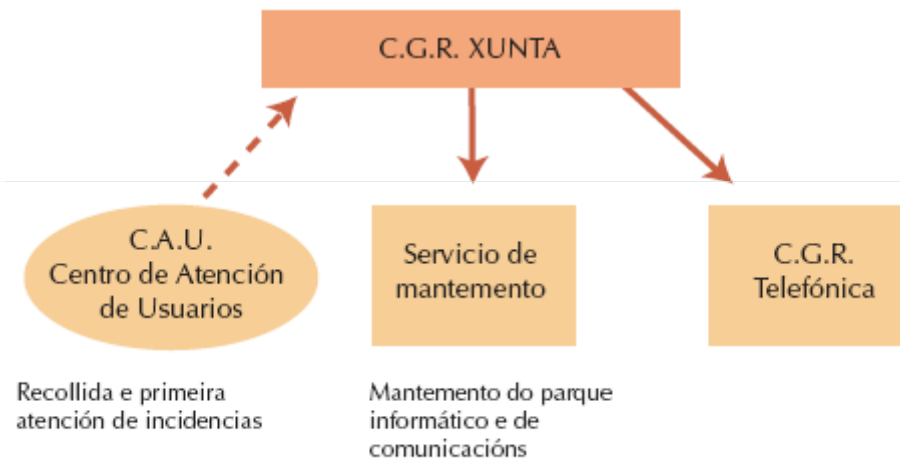 C.G.R. XUNTA
C.A.U.
Centro de Atención
de Usuarios
Servicio de
mantemento
C.G.R.
Telefónica
Recollida e primeira
atención de incidencias
Mantemento do parque
informático e de
comunicacións